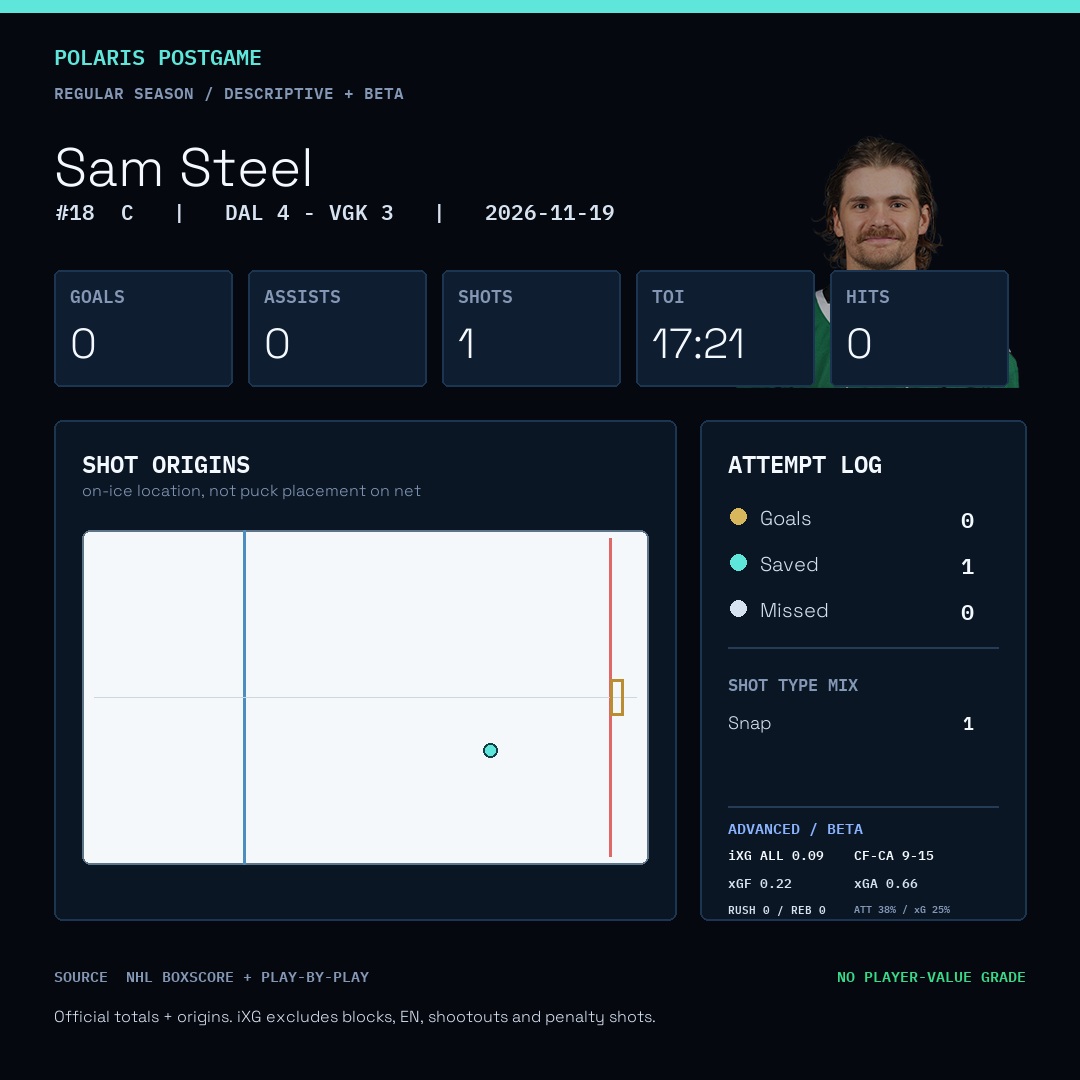 POLARIS POSTGAME
REGULAR SEASON / DESCRIPTIVE + BETA
Sam Steel
#18 C | DAL 4 - VGK 3 | 2026-11-19
GOALS
0
ASSISTS
0
SHOTS
1
TOI
17:21
HITS
0
SHOT ORIGINS
on-ice location, not puck placement on net
ATTEMPT LOG
Goals 0
Saved 1
Missed 0
SHOT TYPE MIX
Snap 1
ADVANCED / BETA
iXG ALL 0.09 CF-CA 9-15
xGF 0.22 xGA 0.66
RUSH 0 / REB 0 ATT 38% / xG 25%
SOURCE NHL BOXSCORE + PLAY-BY-PLAY
NO PLAYER-VALUE GRADE
Official totals + origins. iXG excludes blocks, EN, shootouts and penalty shots.